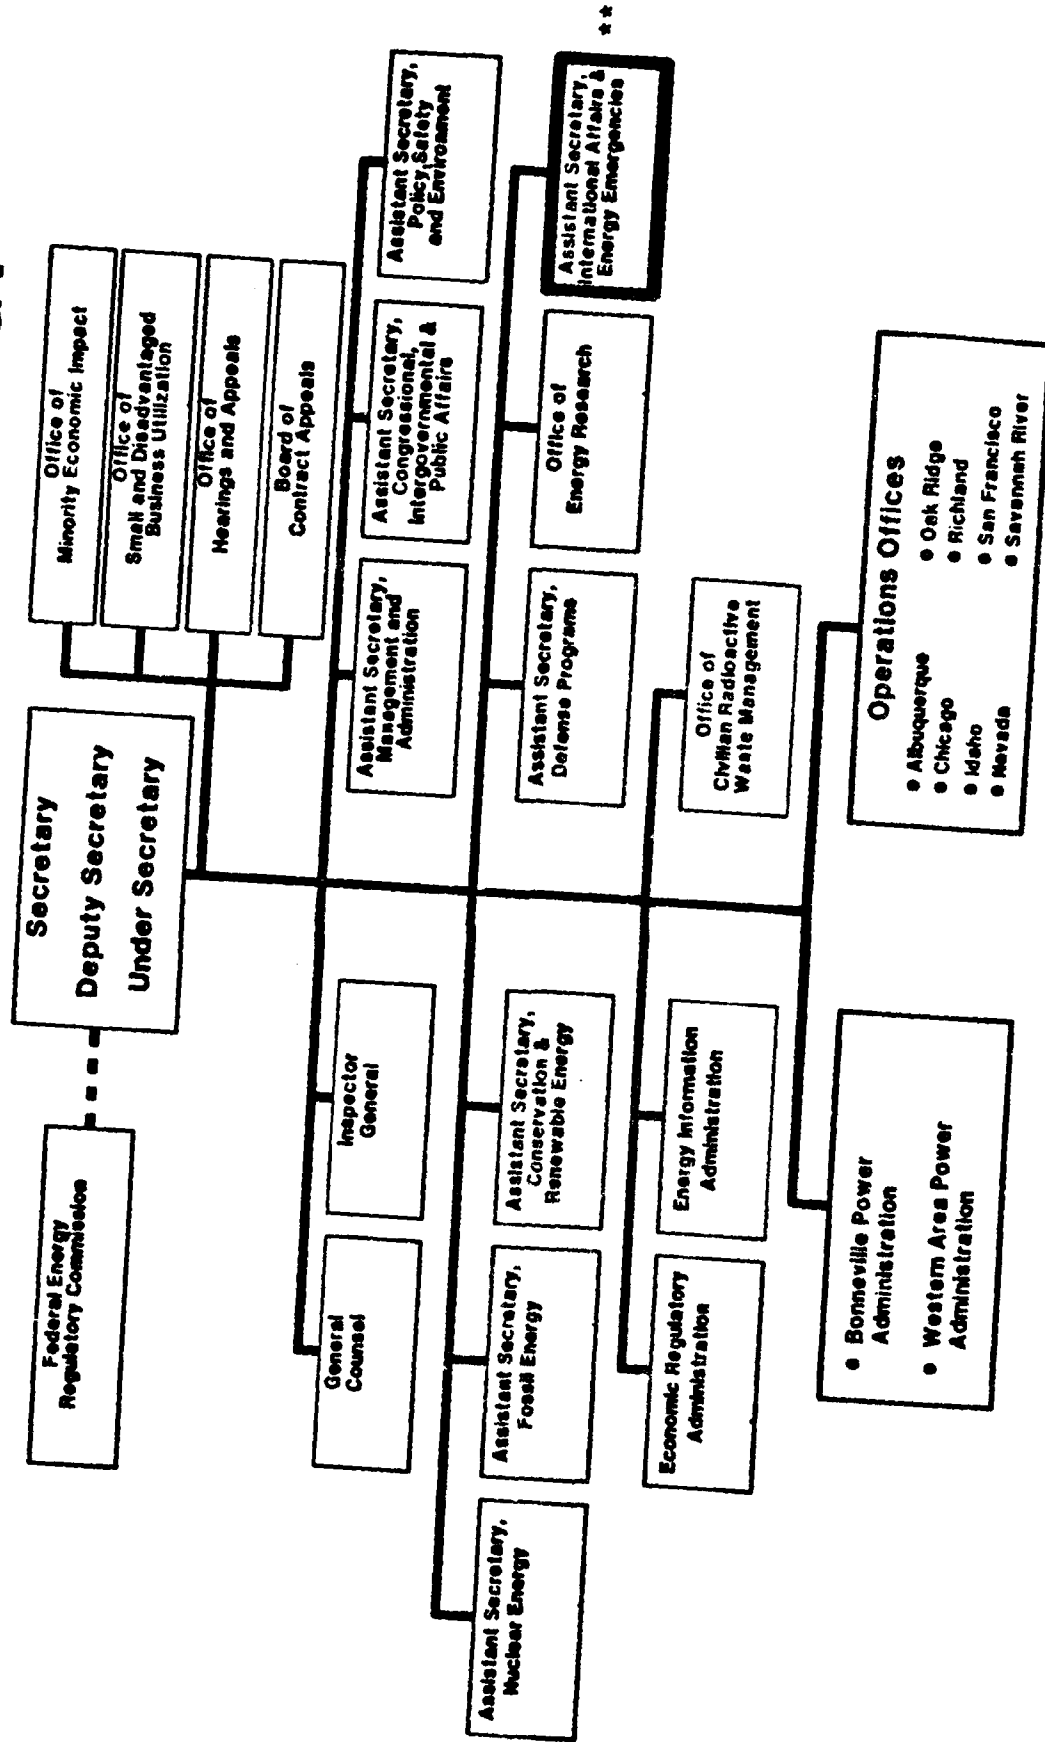 Secretary
Deputy Secretary
Under Secretary
Federal Energy
Regulatory Commission
Office of
Minority Economic Impact
Office of
Small and Disadvantaged
Business Utilization
Office of
Hearings and Appeals
Board of
Contract Appeals
General
Counsel
Inspector
General
Assistant Secretary,
Management and
Administration
Assistant Secretary,
Congressional,
Intergovernmental &
Public Affairs
Assistant Secretary,
Policy, Safety
and Environment
Assistant Secretary,
Nuclear Energy
Assistant Secretary,
Fossil Energy
Assistant Secretary,
Conservation &
Renewable Energy
Assistant Secretary,
Defense Programs
Office of
Energy Research
Assistant Secretary,
International Affairs &
Energy Emergencies
**
Economic Regulatory
Administration
Energy Information
Administration
Office of
Civilian Radioactive
Waste Management
● Bonneville Power
Administration
● Western Area Power
Administration
Operations Offices
● Albuquerque
● Chicago
● Idaho
● Nevada
● Oak Ridge
● Richland
● San Francisco
● Savannah River